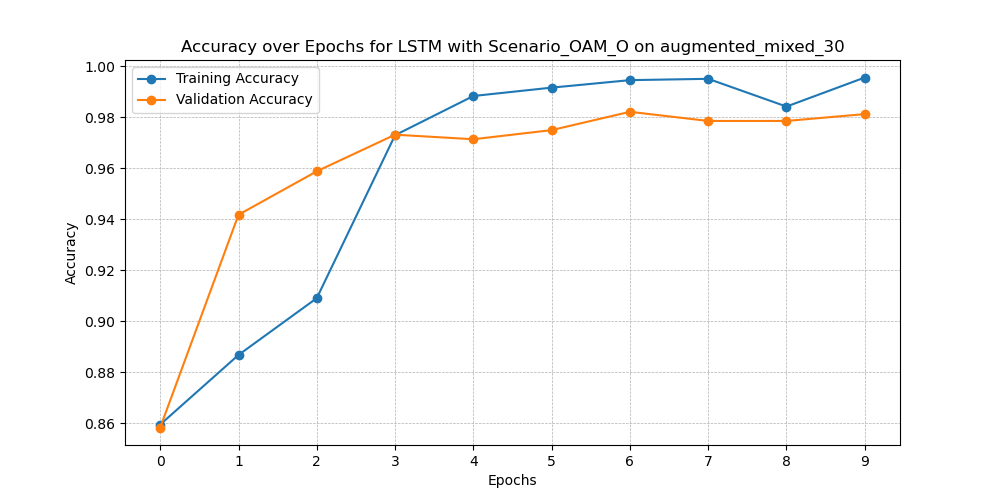 Accuracy over Epochs for LSTM with Scenario_OAM_O on augmented_mixed_30
Training Accuracy
Validation Accuracy
1.00
0.98
0.96
0.94
0.92
0.90
0.88
0.86
Accuracy
0 1 2 3 4 5 6 7 8 9
Epochs